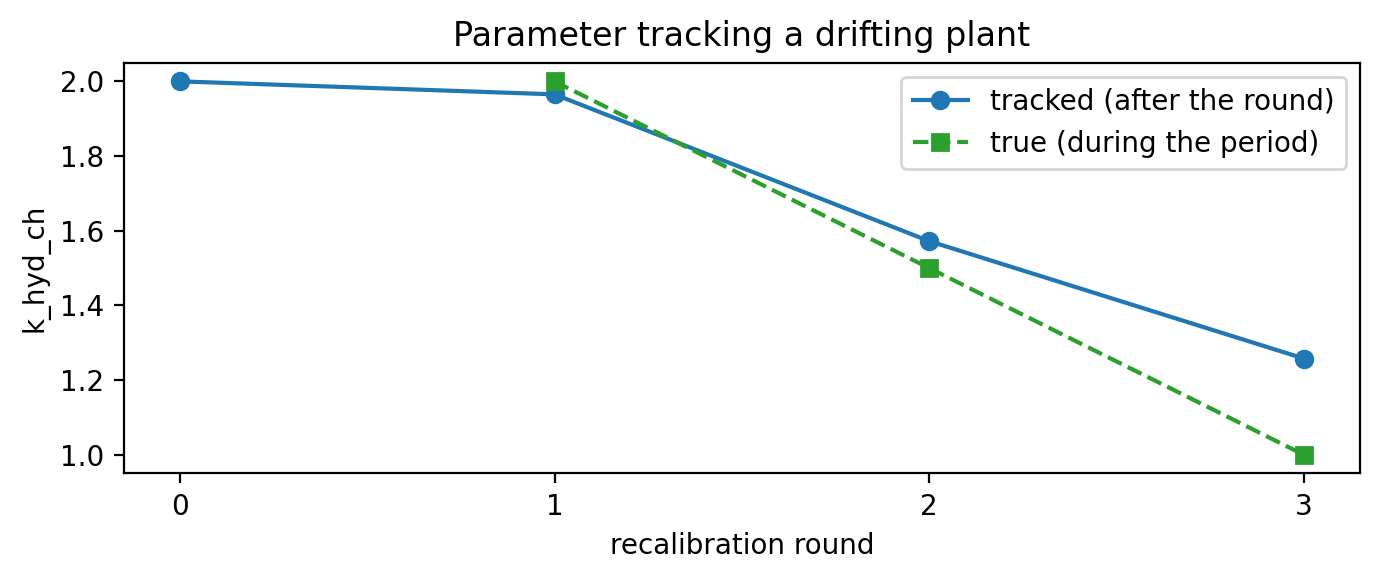 Parameter tracking a drifting plant
tracked (after the round)
true (during the period)
k_hyd_ch
2.0
1.8
1.6
1.4
1.2
1.0
0
1
2
3
recalibration round